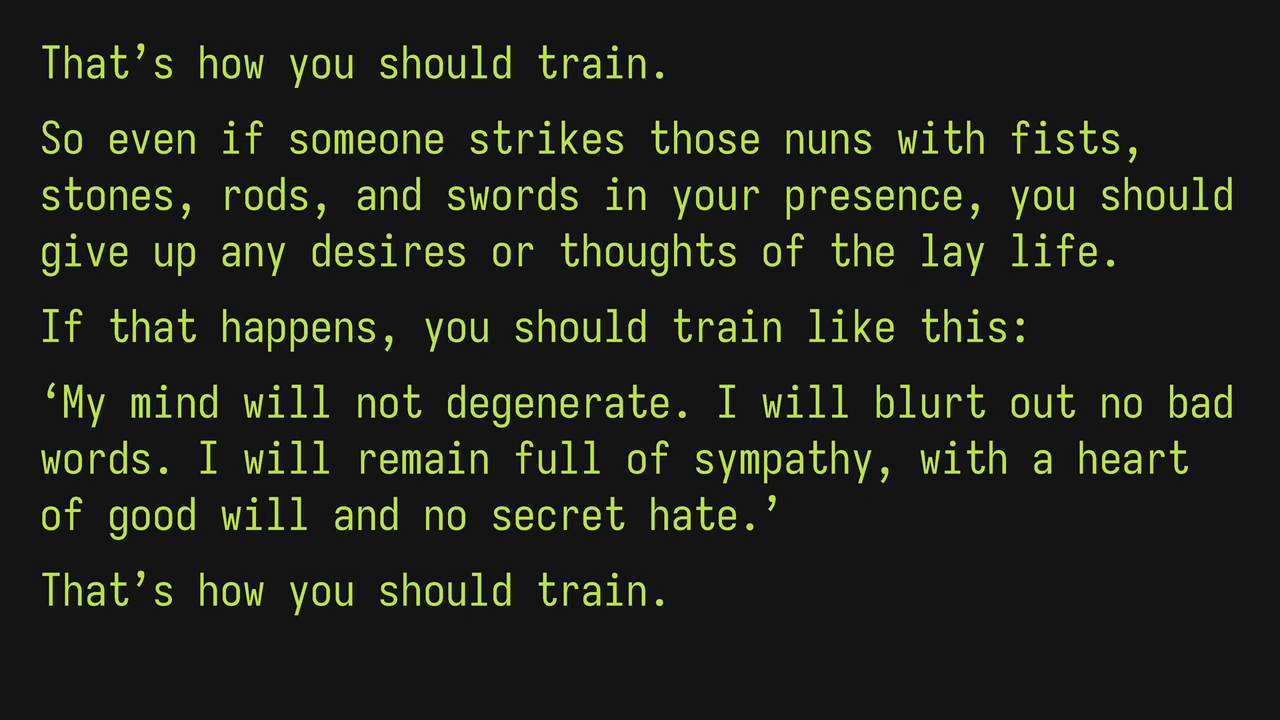 That’s how you should train.
So even if someone strikes those nuns with fists,
stones, rods, and swords in your presence, you should
give up any desires or thoughts of the lay life.
If that happens, you should train like this:
‘My mind will not degenerate. I will blurt out no bad
words. I will remain full of sympathy, with a heart
of good will and no secret hate.’
That’s how you should train.